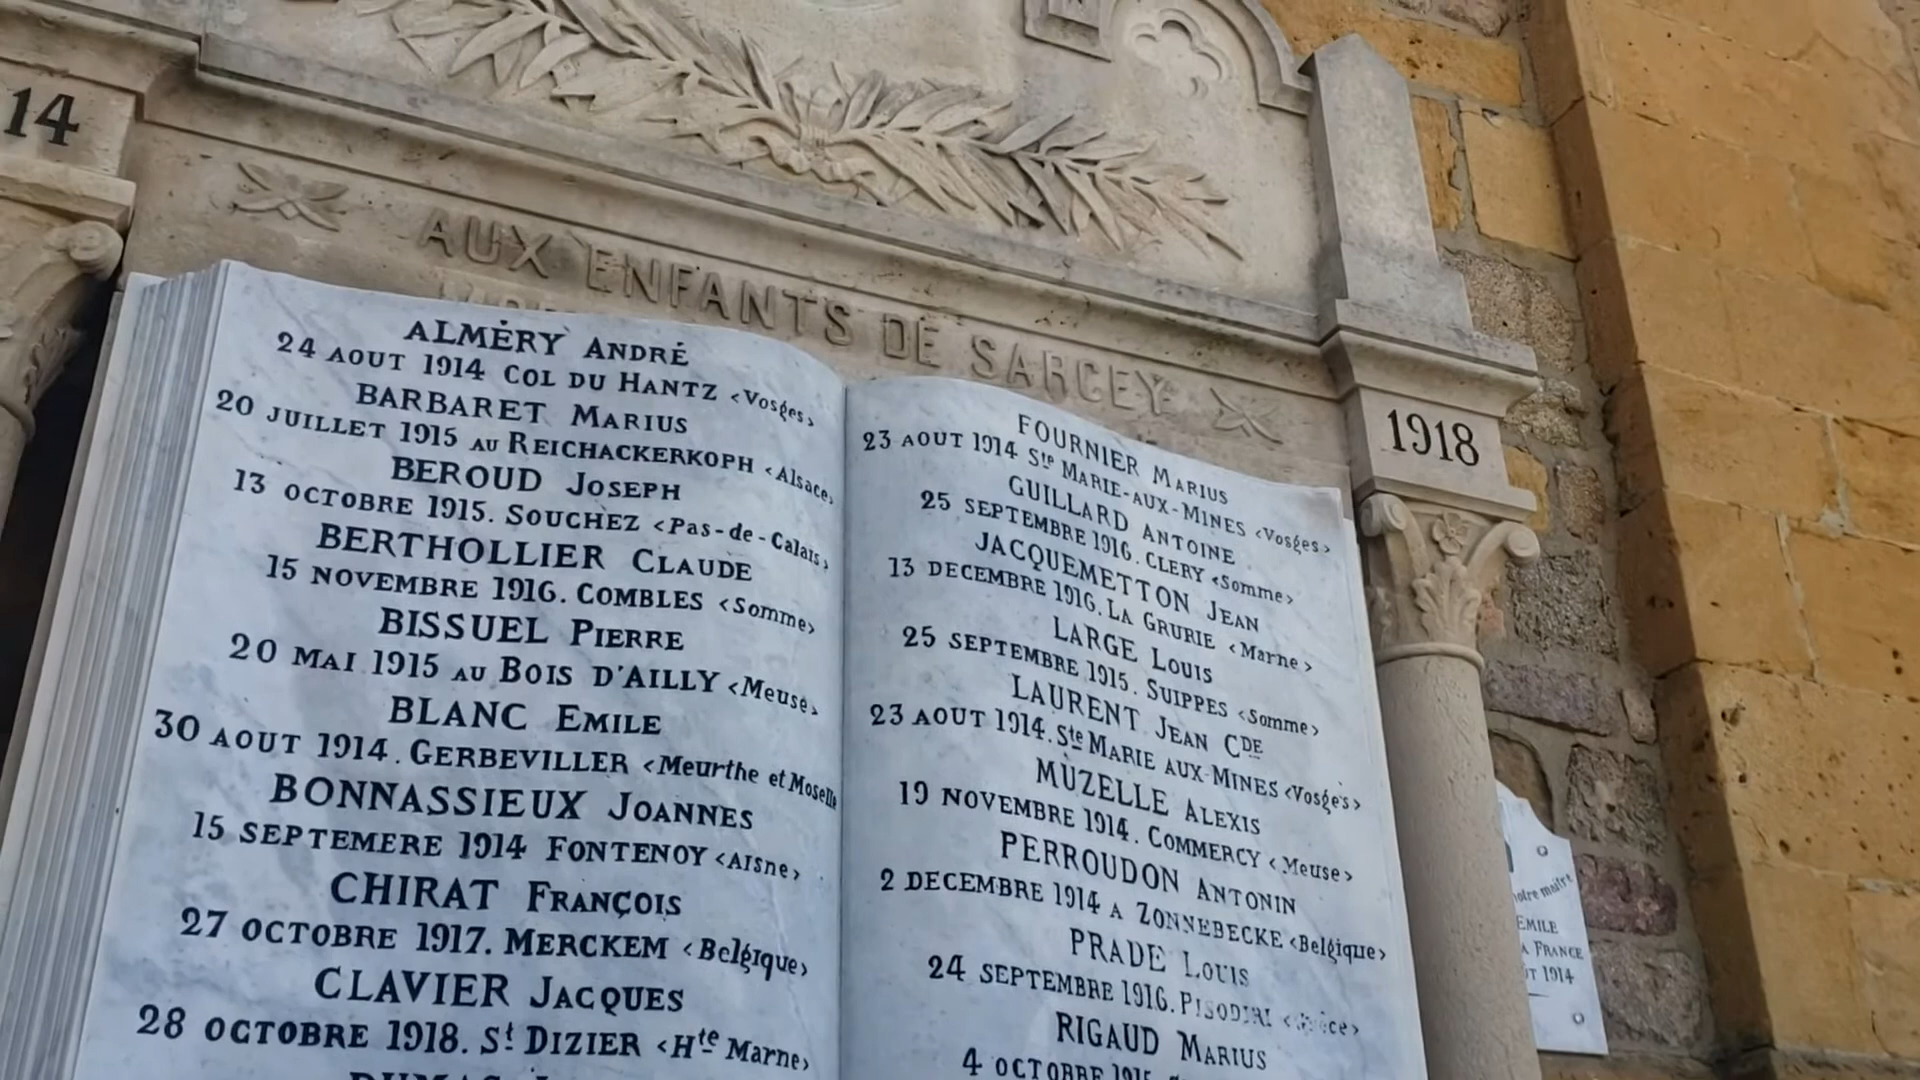 14
AUX ENFANTS DE SARCEY
1918
ALMÉRY ANDRÉ
24 AOUT 1914 COL DU HANTZ <Vosges>
BARBARET MARIUS
20 JUILLET 1915 AU REICHACKERKOPH <Alsace>
BEROUD JOSEPH
13 OCTOBRE 1915. SOUCHEZ <Pas-de-Calais>
BERTHOLLIER CLAUDE
15 NOVEMBRE 1916. COMBLES <Somme>
BISSUEL PIERRE
20 MAI 1915 AU BOIS D'AILLY <Meuse>
BLANC EMILE
30 AOUT 1914. GERBEVILLER <Meurthe et Moselle
BONNASSIEUX JOANNES
15 SEPTEMERE 1914 FONTENOY <AISNE>
CHIRAT FRANÇOIS
27 OCTOBRE 1917. MERCKEM <Belgique>
CLAVIER JACQUES
28 OCTOBRE 1918. St DIZIER <Hte Marne>
FOURNIER MARIUS
23 AOUT 1914 Ste MARIE-AUX-MINES <Vosges>
GUILLARD ANTOINE
25 SEPTEMBRE 1916. CLERY <Somme>
JACQUEMETTON JEAN
13 DECEMBRE 1916. LA GRURIE <Marne>
LARGE LOUIS
25 SEPTEMBRE 1915. SUIPPES <Somme>
LAURENT JEAN CDE
23 AOUT 1914. Ste MARIE AUX-MINES <Vosges>
MUZELLE ALEXIS
19 NOVEMBRE 1914. COMMERCY <Meuse>
PERROUDON ANTONIN
2 DECEMBRE 1914 A ZONNEBECKE <Belgique>
PRADE LOUIS
24 SEPTEMBRE 1916.
RIGAUD MARIUS
4 OCTOBRE 1915
notre maître
EMILE
A FRANCE
1914